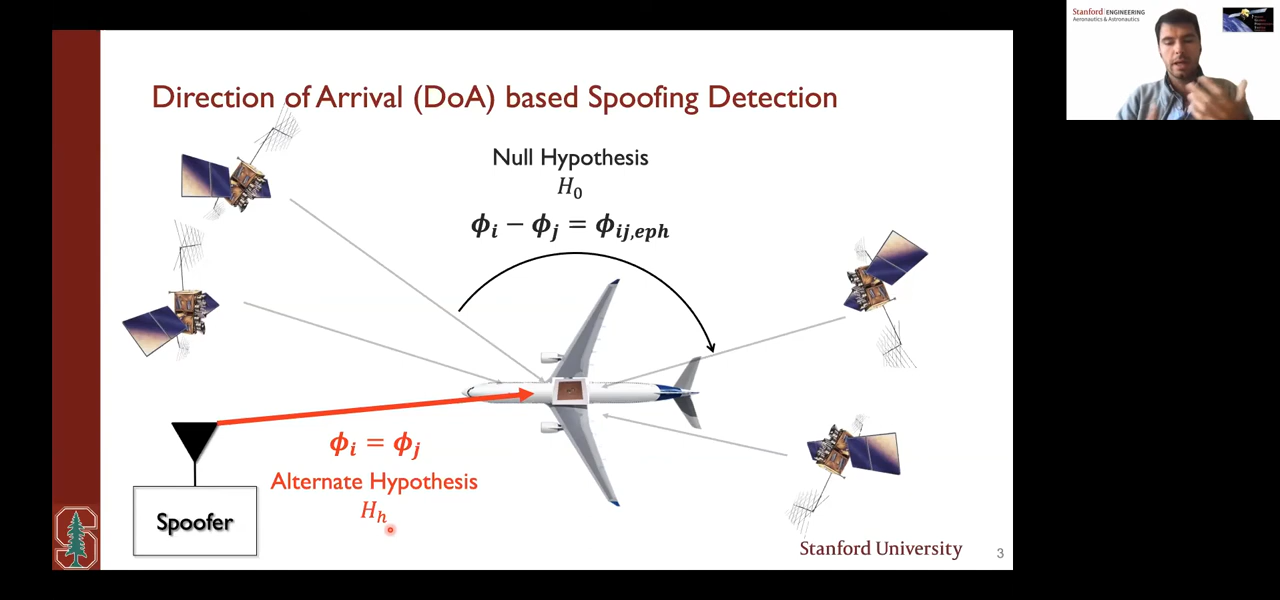 Direction of Arrival (DoA) based Spoofing Detection
Null Hypothesis
H₀
ϕᵢ − ϕⱼ = ϕᵢⱼ,ₑₚₕ
ϕᵢ = ϕⱼ
Alternate Hypothesis
Hₕ
Spoofer
Stanford University
3
Stanford | ENGINEERING
Aeronautics & Astronautics